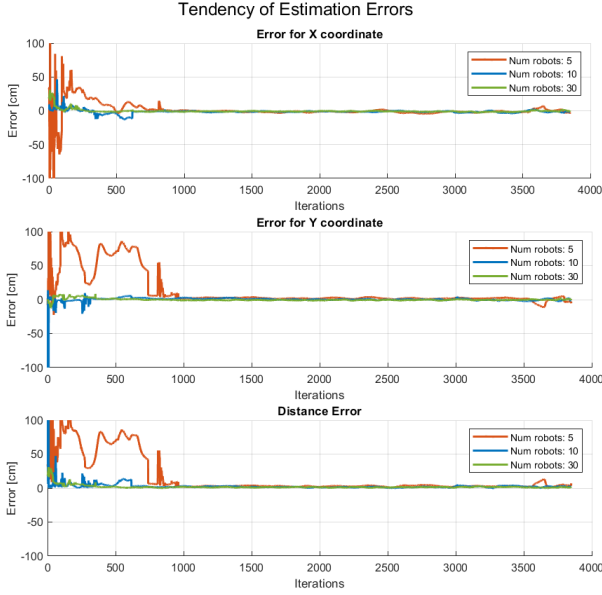 Tendency of Estimation Errors
Error for X coordinate
Error [cm]
100
50
0
-50
-100
Num robots: 5
Num robots: 10
Num robots: 30
0 500 1000 1500 2000 2500 3000 3500 4000
Iterations
Error for Y coordinate
Error [cm]
100
50
0
-50
-100
Num robots: 5
Num robots: 10
Num robots: 30
0 500 1000 1500 2000 2500 3000 3500 4000
Iterations
Distance Error
Error [cm]
100
50
0
-50
-100
Num robots: 5
Num robots: 10
Num robots: 30
0 500 1000 1500 2000 2500 3000 3500 4000
Iterations